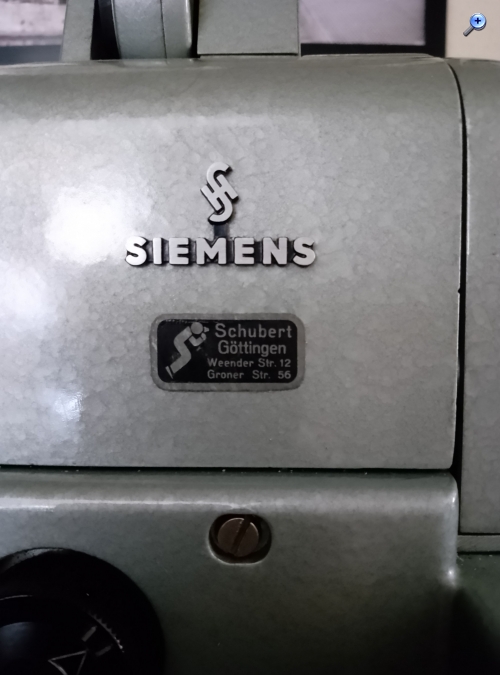 SIEMENS
Schubert
Göttingen
Weender Str. 12
Groner Str. 56